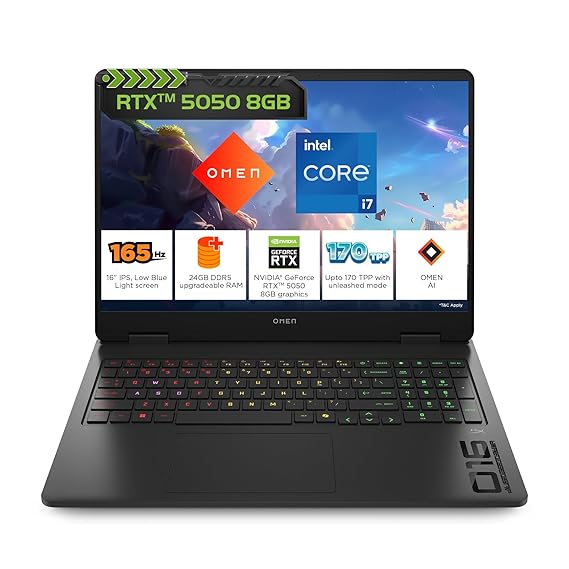 RTX™ 5050 8GB
OMEN
intel
CORE
i7
165Hz
16" IPS, Low Blue
Light screen
24GB DDR5
upgradeable RAM
NVIDIA
GEFORCE
RTX
NVIDIA® GeForce
RTX™ 5050
8GB graphics
170 TPP
Upto 170 TPP with
unleashed mode
OMEN
AI
*T&C Apply
OMEN
Q W E R T Y U I O P
A S D F G H J K L
Z X C V B N M